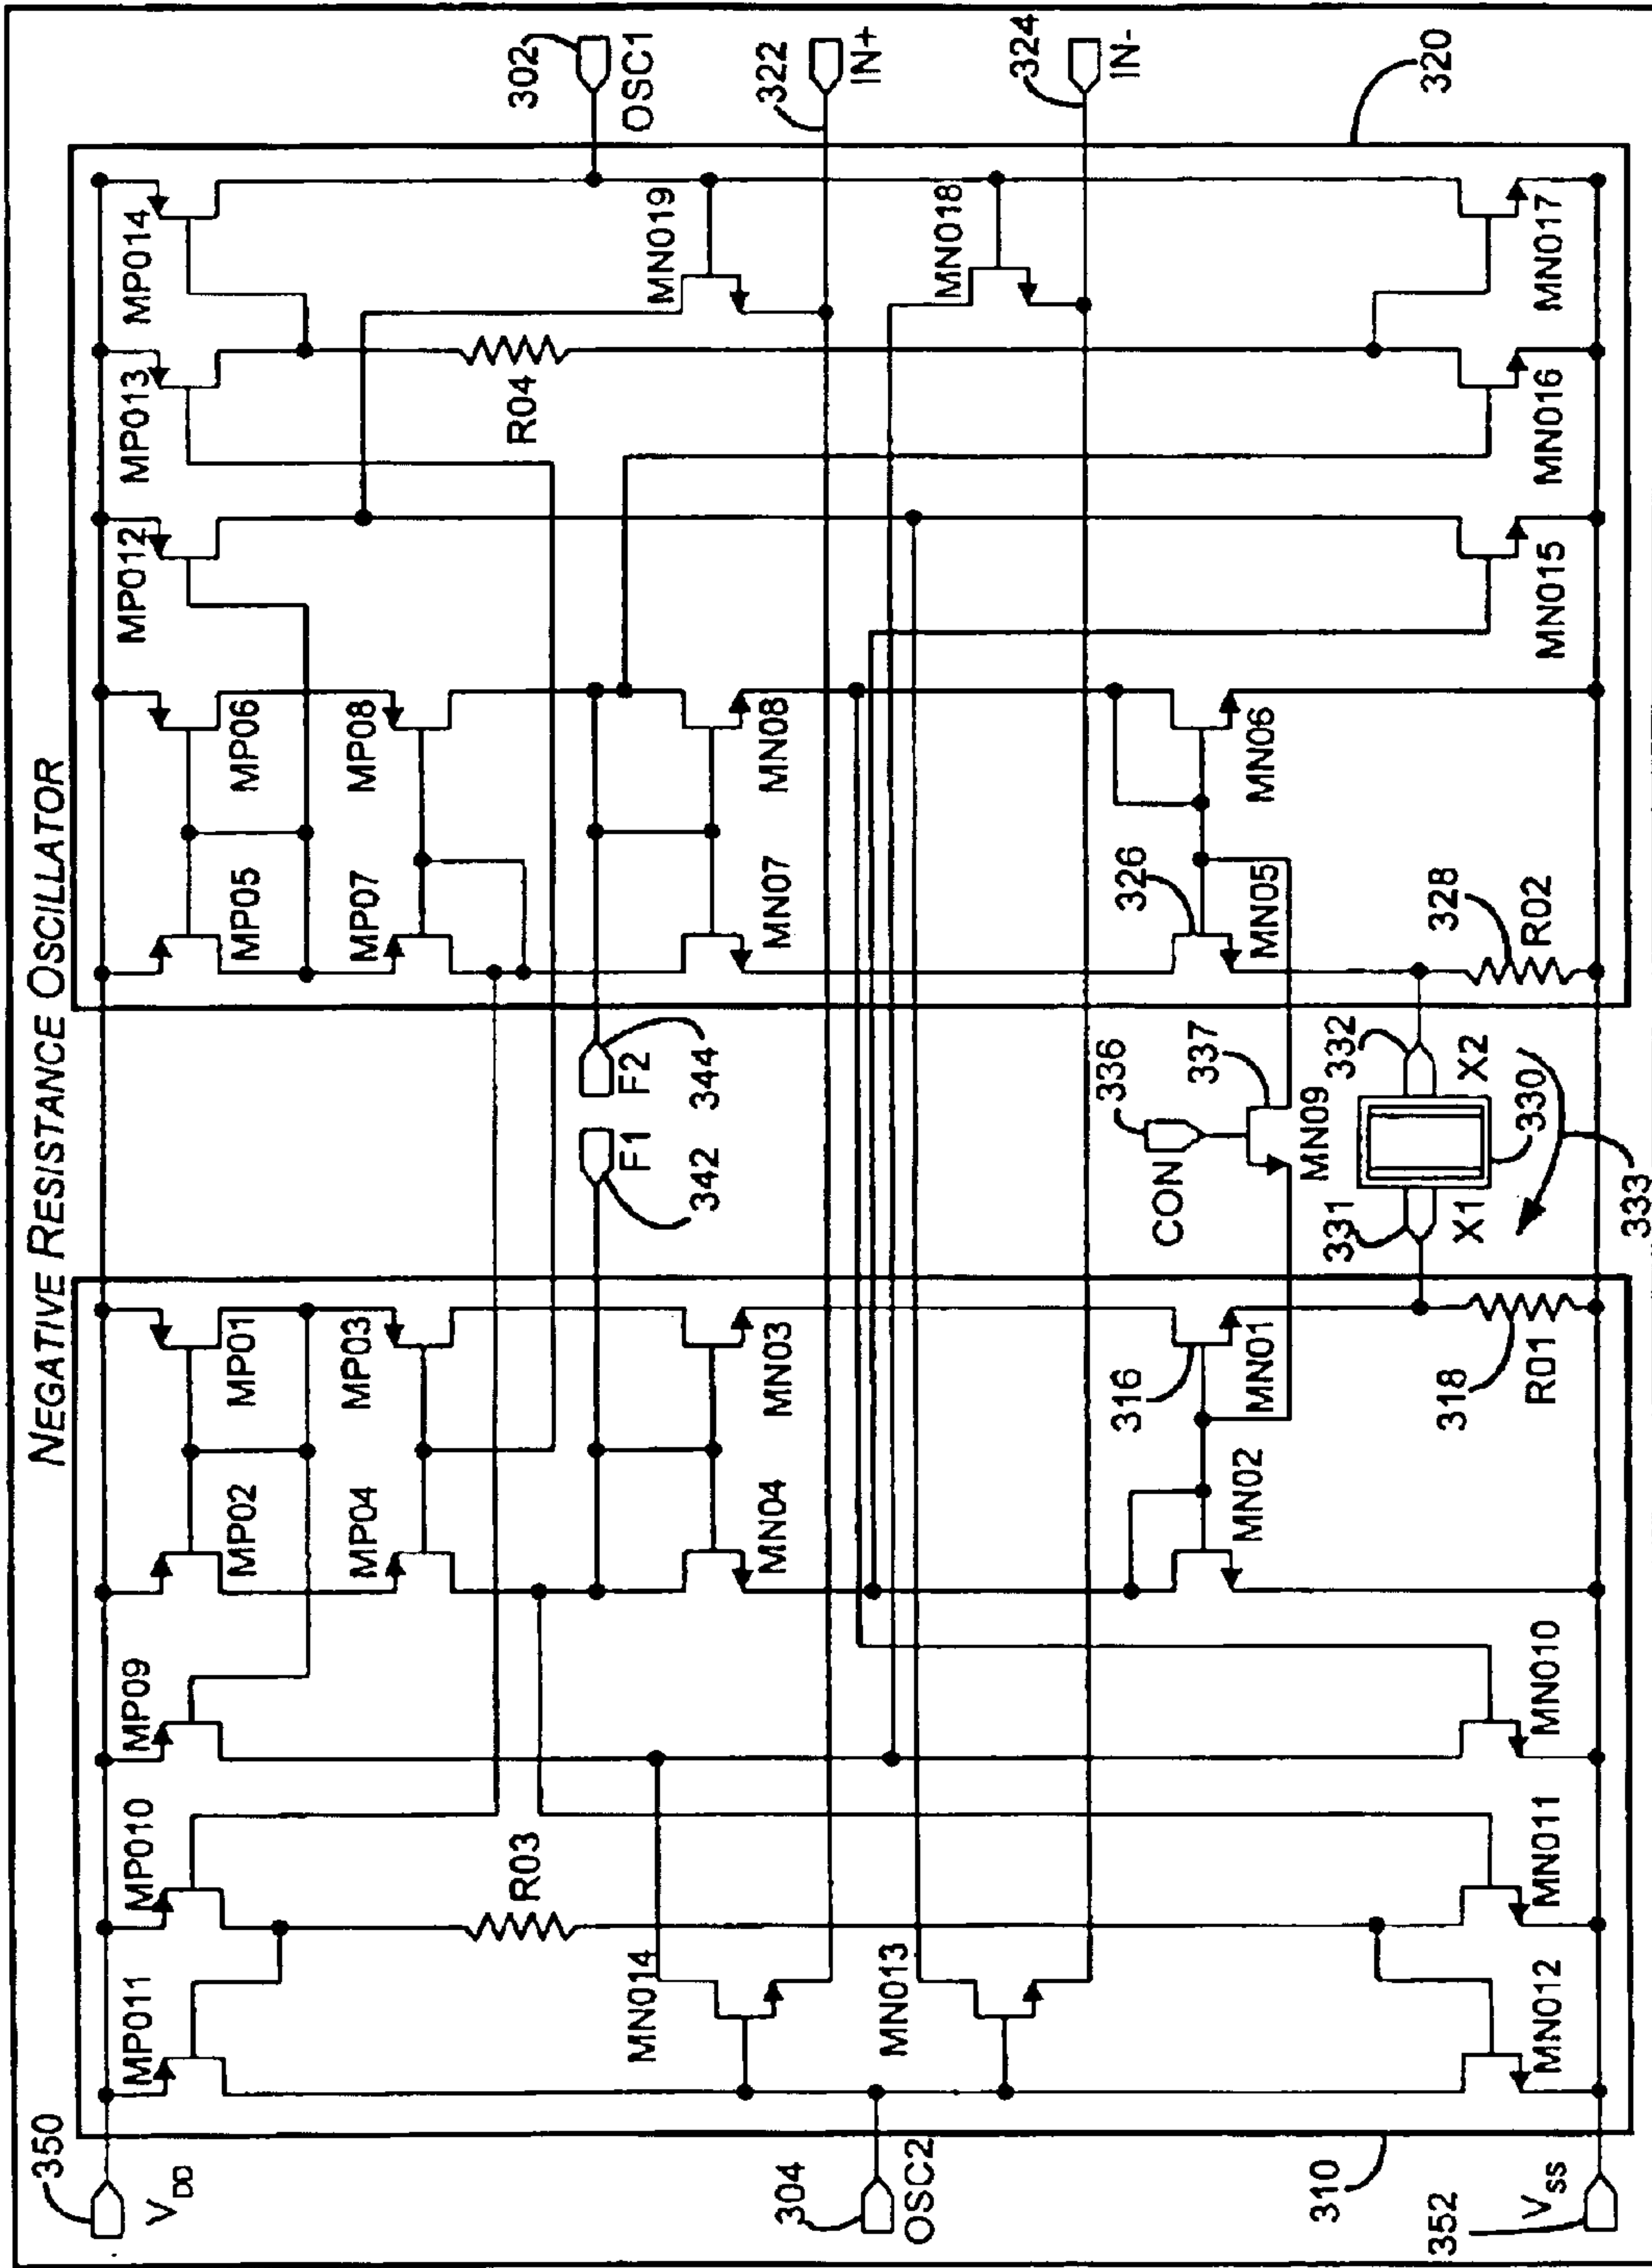 NEGATIVE RESISTANCE OSCILLATOR
350
VDD
MP011
MP010
MP09
MP02
MP01
MP04
MP03
R03
MN014
MN013
MN04
MN03
304
OSC2
316
MN02
MN01
318
R01
MN012
MN011
MN010
310
352
VSS
F1
342
F2
344
CON
336
337
MN09
331
X1
332
X2
330
333
MP05
MP06
MP07
MP08
MP012
MP013
MP014
R04
MN07
MN08
MN019
MN018
326
MN05
MN06
328
R02
MN015
MN016
MN017
302
OSC1
322
IN+
324
IN-
320